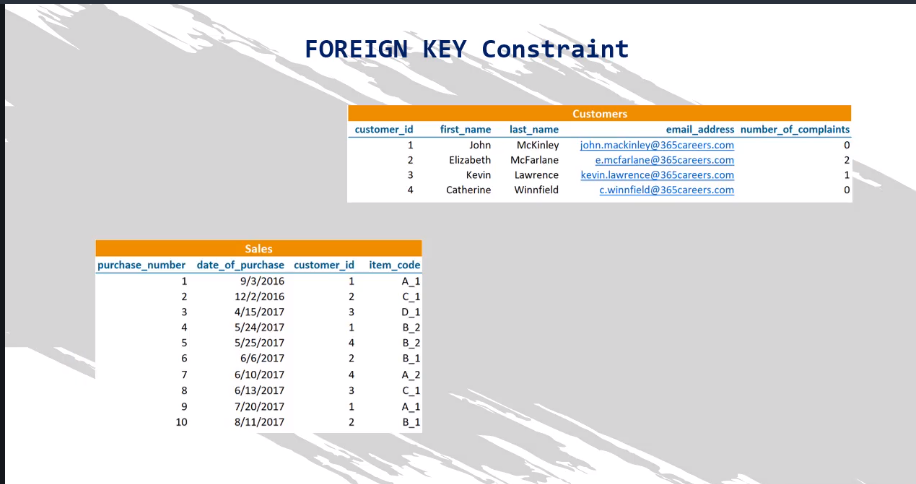 FOREIGN KEY Constraint
Customers
customer_id first_name last_name email_address number_of_complaints
1 John McKinley john.mackinley@365careers.com 0
2 Elizabeth McFarlane e.mcfarlane@365careers.com 2
3 Kevin Lawrence kevin.lawrence@365careers.com 1
4 Catherine Winnfield c.winnfield@365careers.com 0
Sales
purchase_number date_of_purchase customer_id item_code
1 9/3/2016 1 A_1
2 12/2/2016 2 C_1
3 4/15/2017 3 D_1
4 5/24/2017 1 B_2
5 5/25/2017 4 B_2
6 6/6/2017 2 B_1
7 6/10/2017 4 A_2
8 6/13/2017 3 C_1
9 7/20/2017 1 A_1
10 8/11/2017 2 B_1